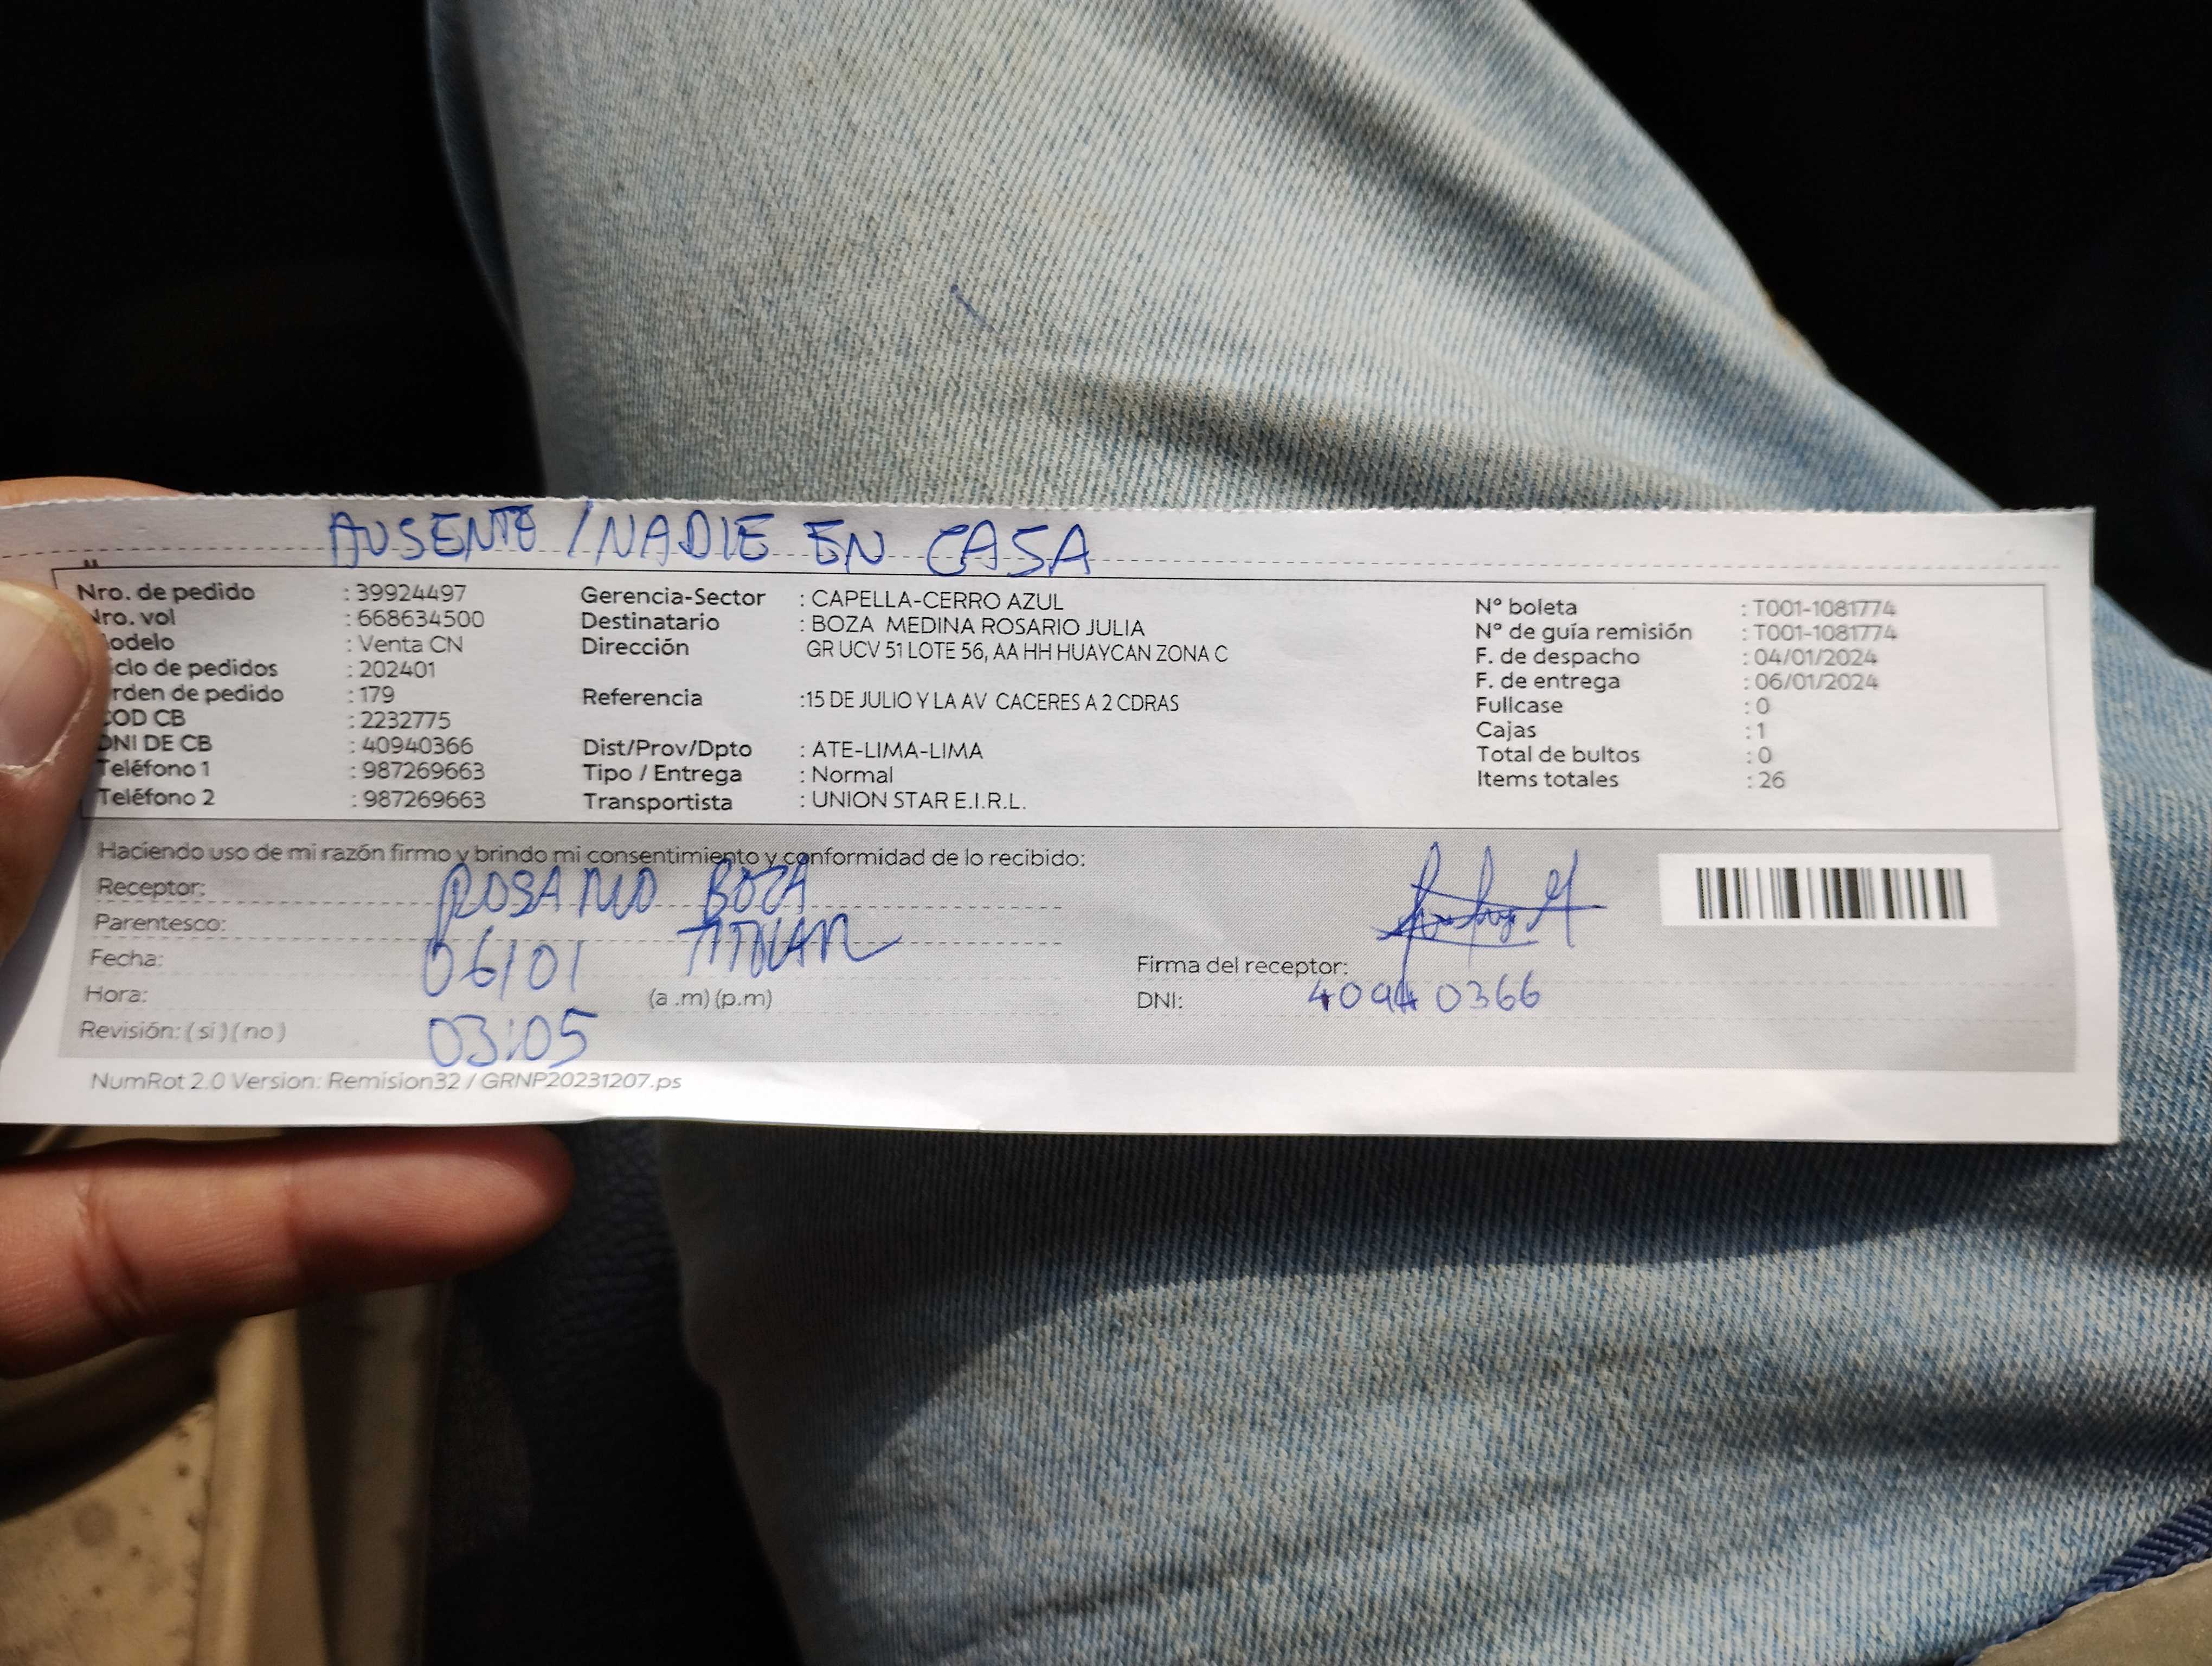 AUSENTE / NADIE EN CASA
Nro. de pedido : 39924497
Nro. vol : 668634500
odelo : Venta CN
iclo de pedidos : 202401
rden de pedido : 179
COD CB : 2232775
DNI DE CB : 40940366
Teléfono 1 : 987269663
Teléfono 2 : 987269663
Gerencia-Sector : CAPELLA-CERRO AZUL
Destinatario : BOZA MEDINA ROSARIO JULIA
Dirección GR UCV 51 LOTE 56, AA HH HUAYCAN ZONA C
Referencia :15 DE JULIO Y LA AV CACERES A 2 CDRAS
Dist/Prov/Dpto : ATE-LIMA-LIMA
Tipo / Entrega : Normal
Transportista : UNION STAR E.I.R.L.
N° boleta : T001-1081774
N° de guía remisión : T001-1081774
F. de despacho : 04/01/2024
F. de entrega : 06/01/2024
Fullcase : 0
Cajas : 1
Total de bultos : 0
Items totales : 26
Haciendo uso de mi razón firmo y brindo mi consentimiento y conformidad de lo recibido:
Receptor: ROSARIO BOZA
Parentesco: TITULAR
Fecha: 06/01
Hora: (a .m) (p.m)
03:05
Revisión: ( si ) ( no )
Firma del receptor:
DNI: 40940366
NumRot 2.0 Version: Remision32 / GRNP20231207.ps